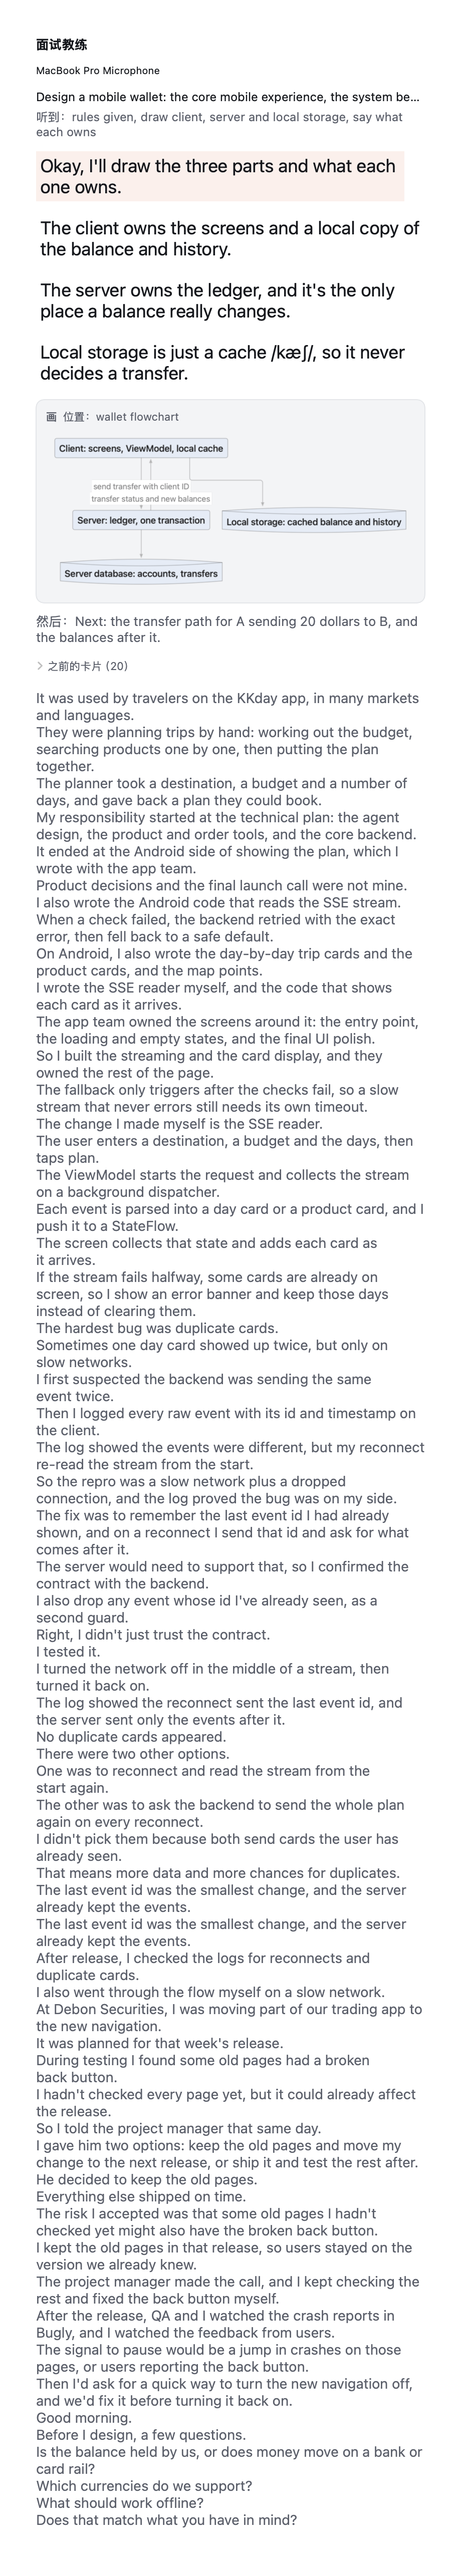 面试教练
MacBook Pro Microphone
Design a mobile wallet: the core mobile experience, the system be...
听到：rules given, draw client, server and local storage, say what
each owns
Okay, I'll draw the three parts and what each
one owns.
The client owns the screens and a local copy of
the balance and history.
The server owns the ledger, and it's the only
place a balance really changes.
Local storage is just a cache /kæʃ/, so it never
decides a transfer.
画 位置：wallet flowchart
Client: screens, ViewModel, local cache
send transfer with client ID
transfer status and new balances
Server: ledger, one transaction
Local storage: cached balance and history
Server database: accounts, transfers
然后：Next: the transfer path for A sending 20 dollars to B, and
the balances after it.
之前的卡片 (20)
It was used by travelers on the KKday app, in many markets
and languages.
They were planning trips by hand: working out the budget,
searching products one by one, then putting the plan
together.
The planner took a destination, a budget and a number of
days, and gave back a plan they could book.
My responsibility started at the technical plan: the agent
design, the product and order tools, and the core backend.
It ended at the Android side of showing the plan, which I
wrote with the app team.
Product decisions and the final launch call were not mine.
I also wrote the Android code that reads the SSE stream.
When a check failed, the backend retried with the exact
error, then fell back to a safe default.
On Android, I also wrote the day-by-day trip cards and the
product cards, and the map points.
I wrote the SSE reader myself, and the code that shows
each card as it arrives.
The app team owned the screens around it: the entry point,
the loading and empty states, and the final UI polish.
So I built the streaming and the card display, and they
owned the rest of the page.
The fallback only triggers after the checks fail, so a slow
stream that never errors still needs its own timeout.
The change I made myself is the SSE reader.
The user enters a destination, a budget and the days, then
taps plan.
The ViewModel starts the request and collects the stream
on a background dispatcher.
Each event is parsed into a day card or a product card, and I
push it to a StateFlow.
The screen collects that state and adds each card as
it arrives.
If the stream fails halfway, some cards are already on
screen, so I show an error banner and keep those days
instead of clearing them.
The hardest bug was duplicate cards.
Sometimes one day card showed up twice, but only on
slow networks.
I first suspected the backend was sending the same
event twice.
Then I logged every raw event with its id and timestamp on
the client.
The log showed the events were different, but my reconnect
re-read the stream from the start.
So the repro was a slow network plus a dropped
connection, and the log proved the bug was on my side.
The fix was to remember the last event id I had already
shown, and on a reconnect I send that id and ask for what
comes after it.
The server would need to support that, so I confirmed the
contract with the backend.
I also drop any event whose id I've already seen, as a
second guard.
Right, I didn't just trust the contract.
I tested it.
I turned the network off in the middle of a stream, then
turned it back on.
The log showed the reconnect sent the last event id, and
the server sent only the events after it.
No duplicate cards appeared.
There were two other options.
One was to reconnect and read the stream from the
start again.
The other was to ask the backend to send the whole plan
again on every reconnect.
I didn't pick them because both send cards the user has
already seen.
That means more data and more chances for duplicates.
The last event id was the smallest change, and the server
already kept the events.
The last event id was the smallest change, and the server
already kept the events.
After release, I checked the logs for reconnects and
duplicate cards.
I also went through the flow myself on a slow network.
At Debon Securities, I was moving part of our trading app to
the new navigation.
It was planned for that week's release.
During testing I found some old pages had a broken
back button.
I hadn't checked every page yet, but it could already affect
the release.
So I told the project manager that same day.
I gave him two options: keep the old pages and move my
change to the next release, or ship it and test the rest after.
He decided to keep the old pages.
Everything else shipped on time.
The risk I accepted was that some old pages I hadn't
checked yet might also have the broken back button.
I kept the old pages in that release, so users stayed on the
version we already knew.
The project manager made the call, and I kept checking the
rest and fixed the back button myself.
After the release, QA and I watched the crash reports in
Bugly, and I watched the feedback from users.
The signal to pause would be a jump in crashes on those
pages, or users reporting the back button.
Then I'd ask for a quick way to turn the new navigation off,
and we'd fix it before turning it back on.
Good morning.
Before I design, a few questions.
Is the balance held by us, or does money move on a bank or
card rail?
Which currencies do we support?
What should work offline?
Does that match what you have in mind?